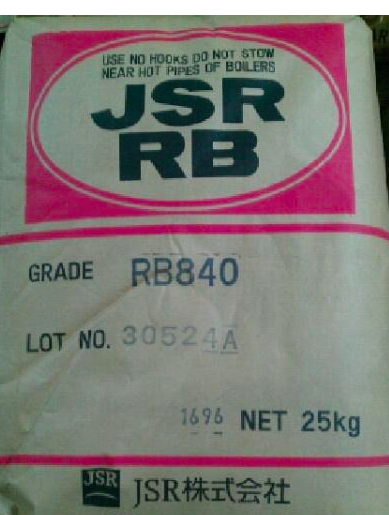 USE NO HOOKS DO NOT STOW
NEAR HOT PIPES OF BOILERS
JSR
RB
GRADE RB840
LOT NO. 30524A
1696 NET 25kg
JSR JSR株式会社